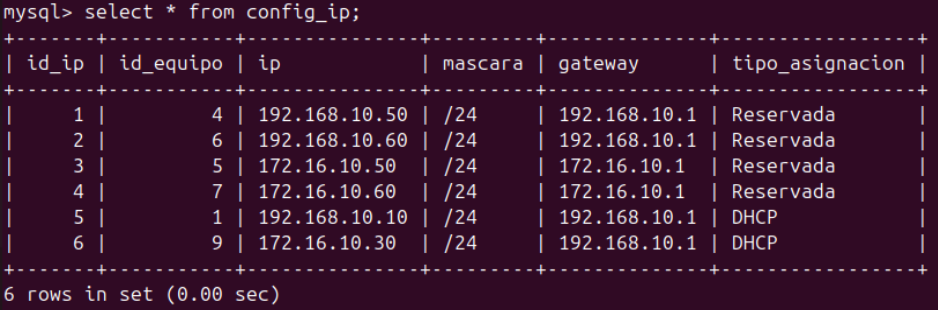 mysql> select * from config_ip;
+-------+-----------+---------------+---------+--------------+-----------------+
| id_ip | id_equipo | ip            | mascara | gateway      | tipo_asignacion |
+-------+-----------+---------------+---------+--------------+-----------------+
|     1 |         4 | 192.168.10.50 | /24     | 192.168.10.1 | Reservada       |
|     2 |         6 | 192.168.10.60 | /24     | 192.168.10.1 | Reservada       |
|     3 |         5 | 172.16.10.50  | /24     | 172.16.10.1  | Reservada       |
|     4 |         7 | 172.16.10.60  | /24     | 172.16.10.1  | Reservada       |
|     5 |         1 | 192.168.10.10 | /24     | 192.168.10.1 | DHCP            |
|     6 |         9 | 172.16.10.30  | /24     | 192.168.10.1 | DHCP            |
+-------+-----------+---------------+---------+--------------+-----------------+
6 rows in set (0.00 sec)